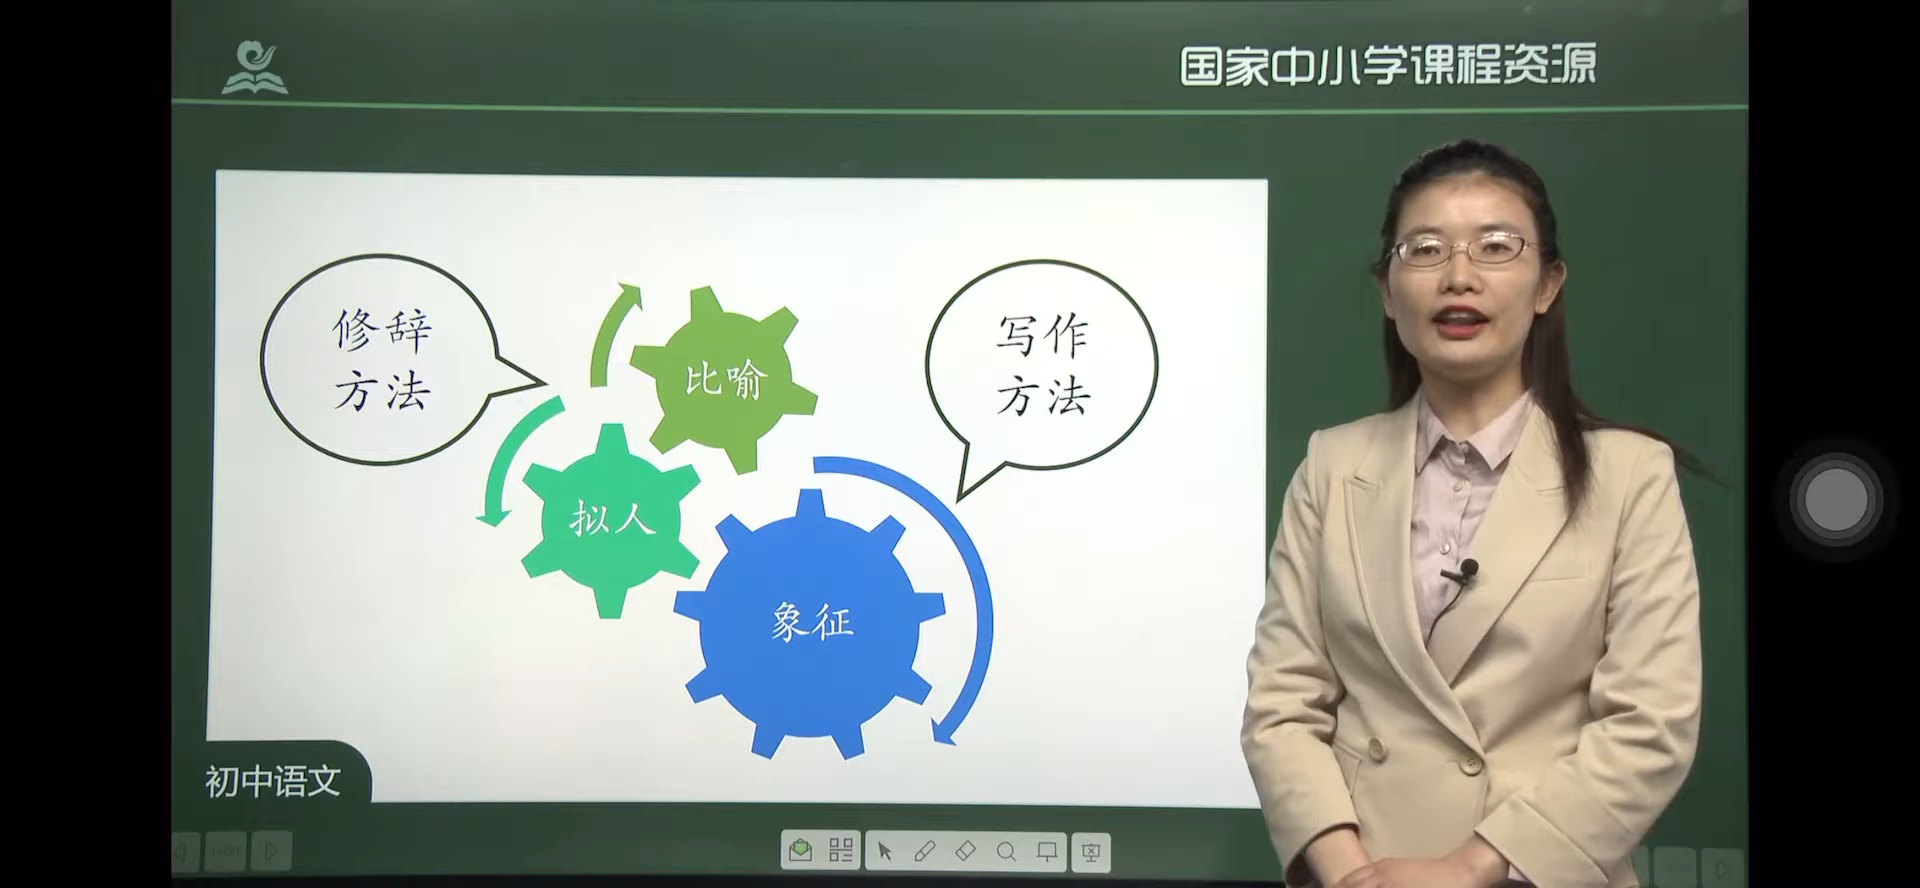 国家中小学课程资源
修辞
方法
比喻
写作
方法
拟人
象征
初中语文